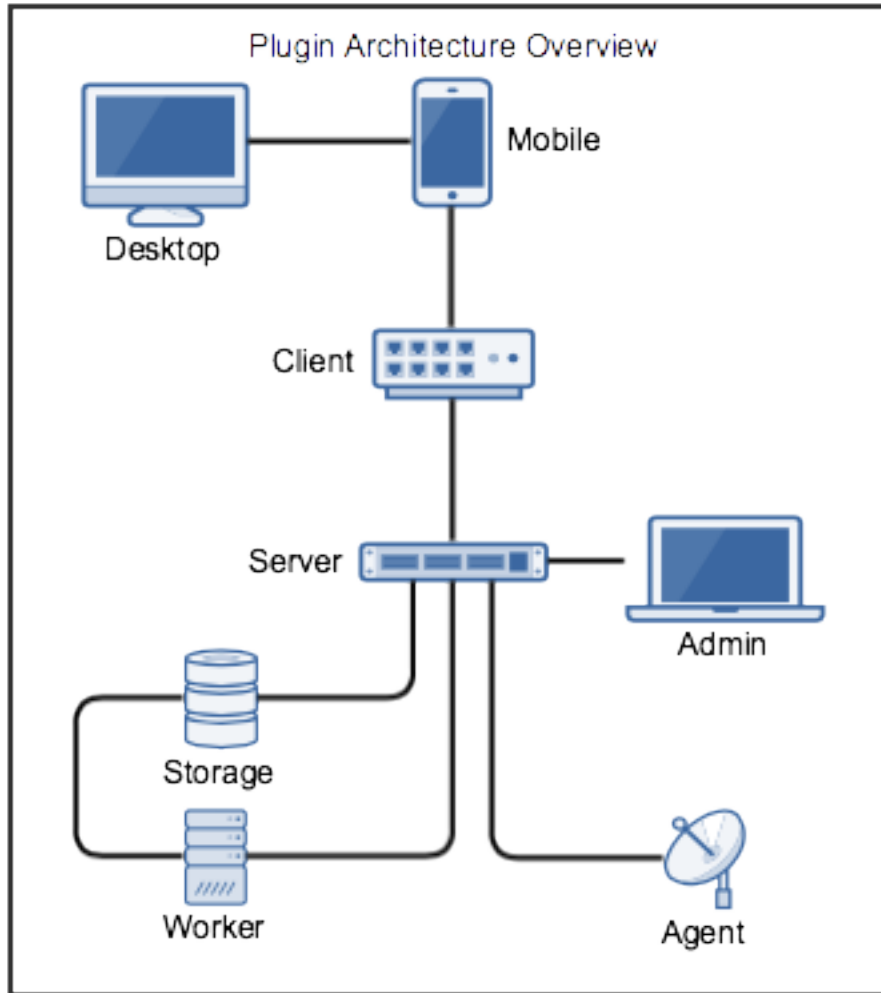 Plugin Architecture Overview
Mobile
Desktop
Client
Server
Admin
Storage
Worker
Agent